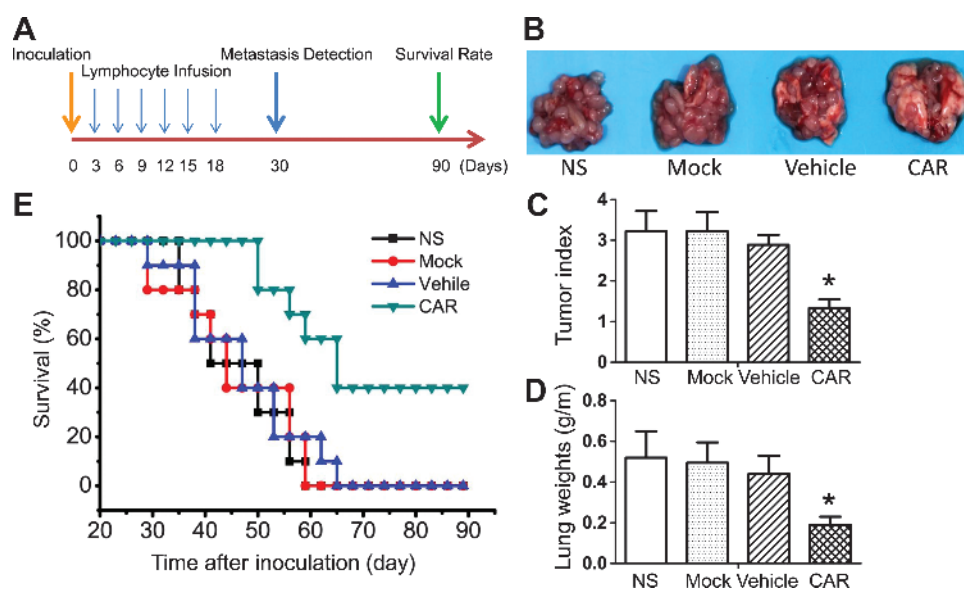 A
Inoculation
Lymphocyte Infusion
Metastasis Detection
Survival Rate
0 3 6 9 12 15 18 30 90 (Days)
B
NS Mock Vehicle CAR
E
NS
Mock
Vehile
CAR
100
80
60
40
20
0
Survival (%)
20 30 40 50 60 70 80 90
Time after inoculation (day)
C
Tumor index
4
3
2
1
0
*
NS Mock Vehicle CAR
D
Lung weights (g/m)
0.8
0.6
0.4
0.2
0.0
*
NS Mock Vehicle CAR